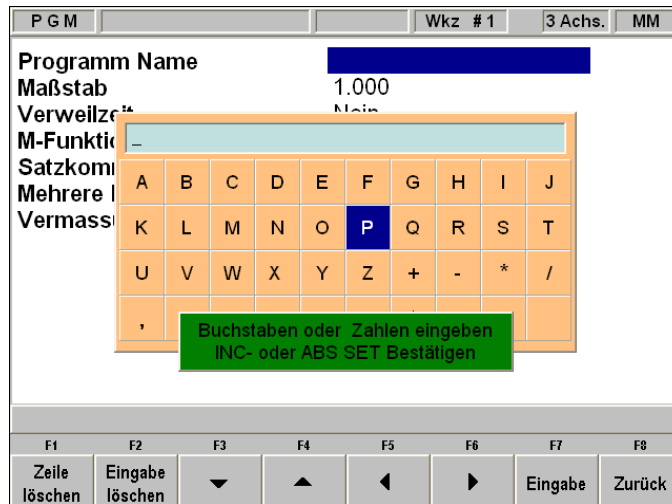 PGM Wkz #1 3 Achs. MM
Programm Name
Maßstab 1.000
Verweilzeit Nein
M-Funktio
Satzkom
Mehrere
Vermass
_
A B C D E F G H I J
K L M N O P Q R S T
U V W X Y Z + - * /
,
Buchstaben oder Zahlen eingeben
INC- oder ABS SET Bestätigen
F1 F2 F3 F4 F5 F6 F7 F8
Zeile löschen Eingabe löschen Eingabe Zurück